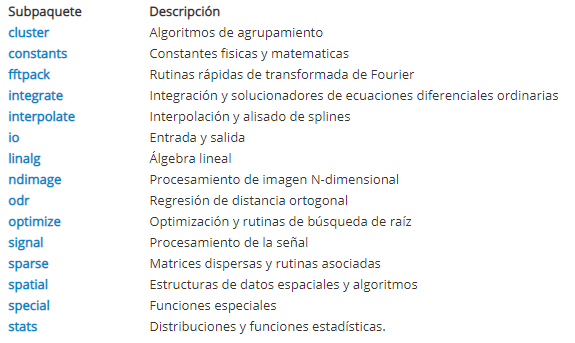 Subpaquete Descripción
cluster Algoritmos de agrupamiento
constants Constantes fisicas y matematicas
fftpack Rutinas rápidas de transformada de Fourier
integrate Integración y solucionadores de ecuaciones diferenciales ordinarias
interpolate Interpolación y alisado de splines
io Entrada y salida
linalg Álgebra lineal
ndimage Procesamiento de imagen N-dimensional
odr Regresión de distancia ortogonal
optimize Optimización y rutinas de búsqueda de raíz
signal Procesamiento de la señal
sparse Matrices dispersas y rutinas asociadas
spatial Estructuras de datos espaciales y algoritmos
special Funciones especiales
stats Distribuciones y funciones estadísticas.